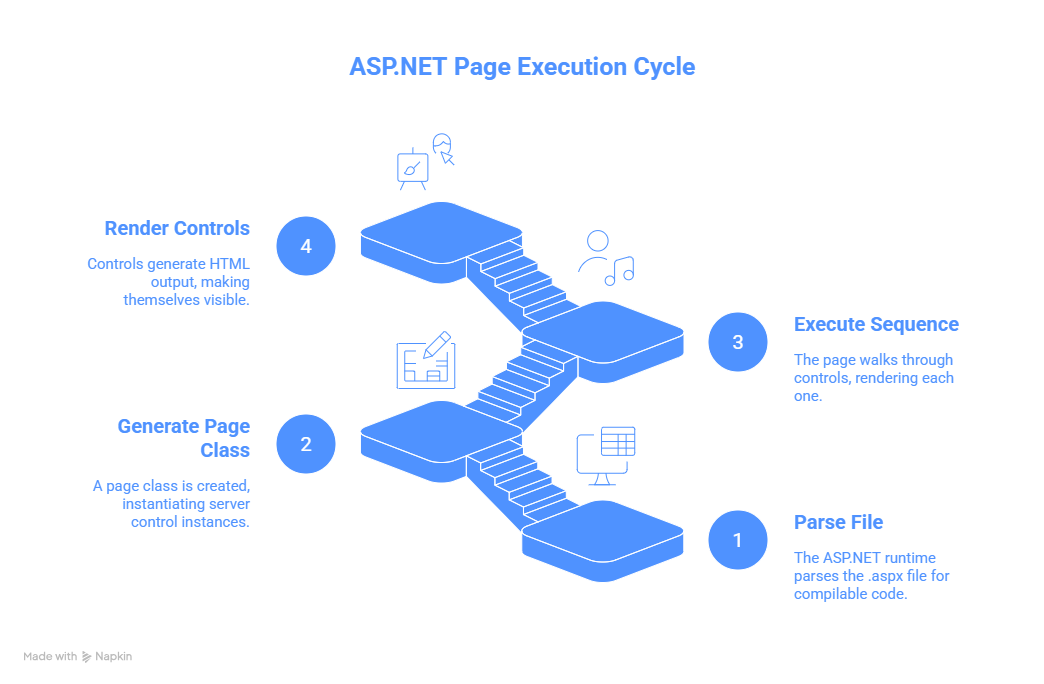 ASP.NET Page Execution Cycle
Render Controls
4
Controls generate HTML
output, making
themselves visible.
3
Execute Sequence
The page walks through
controls, rendering each
one.
Generate Page
Class
2
A page class is created,
instantiating server
control instances.
1
Parse File
The ASP.NET runtime
parses the .aspx file for
compilable code.
Made with Napkin